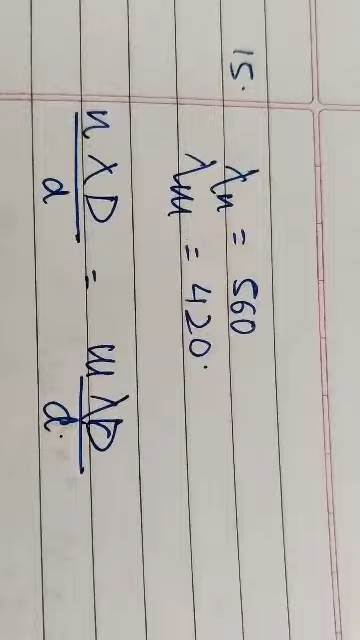 15.
λn = 560
λm = 420.
nλD/d = mλD/d.